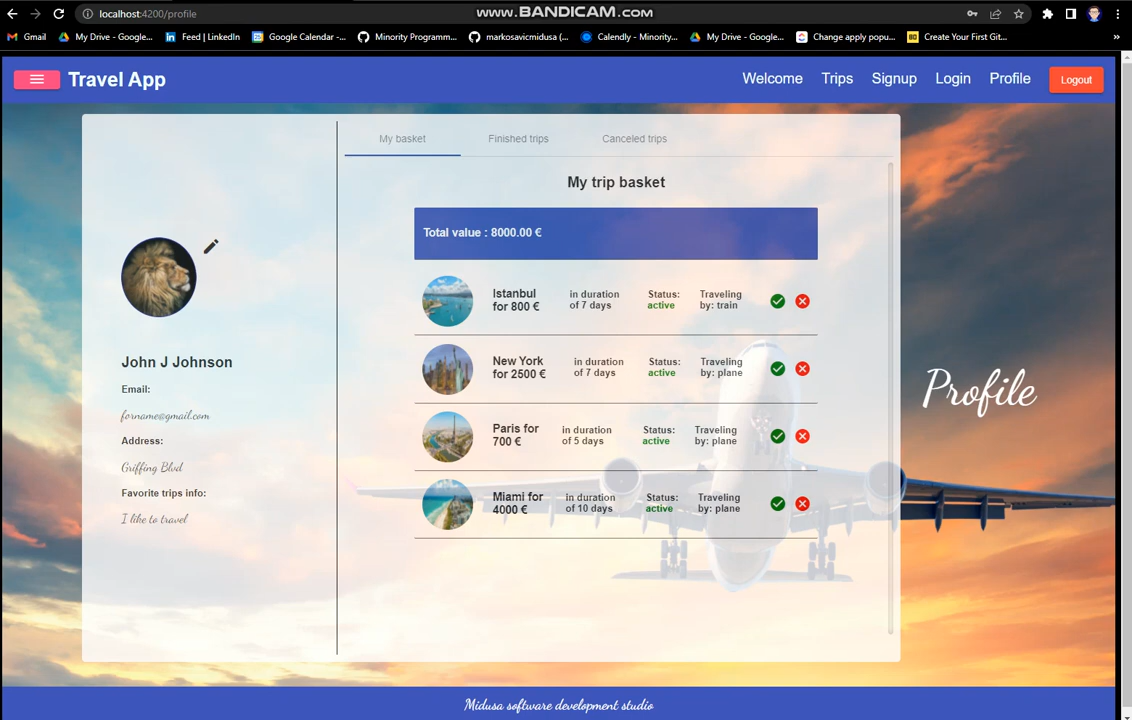 www.BANDICAM.com
localhost:4200/profile
Gmail
My Drive - Google...
Feed | LinkedIn
Google Calendar -...
Minority Programm...
markosavicmidusa (...
Calendly - Minority...
My Drive - Google...
Change apply popu...
Create Your First Git...
»
Travel App
Welcome
Trips
Signup
Login
Profile
Logout
My basket
Finished trips
Canceled trips
My trip basket
Total value : 8000.00 €
John J Johnson
Email:
forname@gmail.com
Address:
Griffing Blvd
Favorite trips info:
I like to travel
Istanbul
for 800 €
in duration
of 7 days
Status:
active
Traveling
by: train
New York
for 2500 €
in duration
of 7 days
Status:
active
Traveling
by: plane
Paris for
700 €
in duration
of 5 days
Status:
active
Traveling
by: plane
Miami for
4000 €
in duration
of 10 days
Status:
active
Traveling
by: plane
Profile
Midusa software development studio